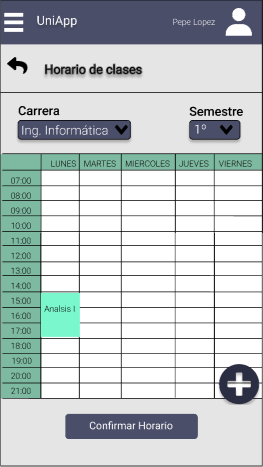 UniApp
Pepe Lopez
Horario de clases
Carrera
Semestre
Ing. Informática
1º
LUNES MARTES MIERCOLES JUEVES VIERNES
07:00
08:00
09:00
10:00
11:00
12:00
13:00
14:00
15:00
Analsis I
16:00
17:00
18:00
19:00
20:00
21:00
Confirmar Horario